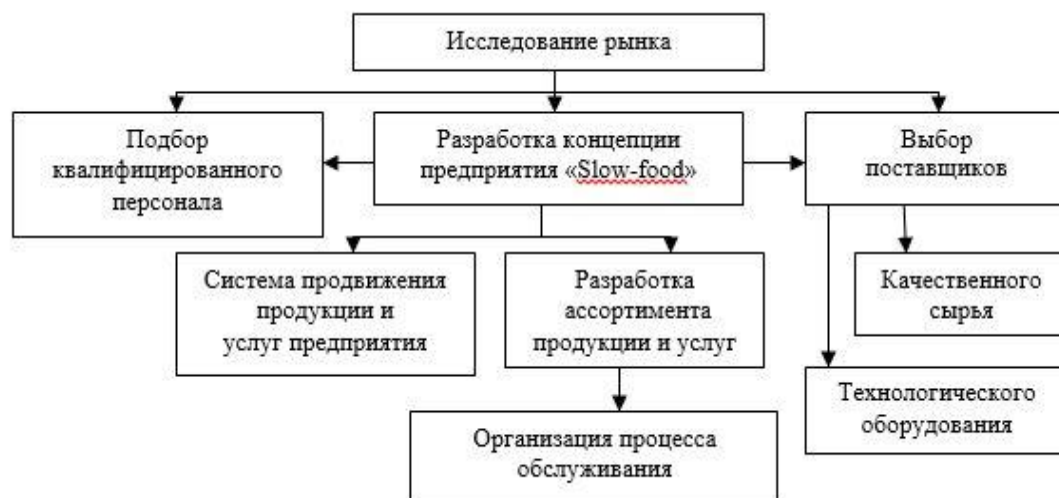 Исследование рынка
Подбор
квалифицированного
персонала
Разработка концепции
предприятия «Slow-food»
Выбор
поставщиков
Система продвижения
продукции и
услуг предприятия
Разработка
ассортимента
продукции и услуг
Качественного
сырья
Технологического
оборудования
Организация процесса
обслуживания